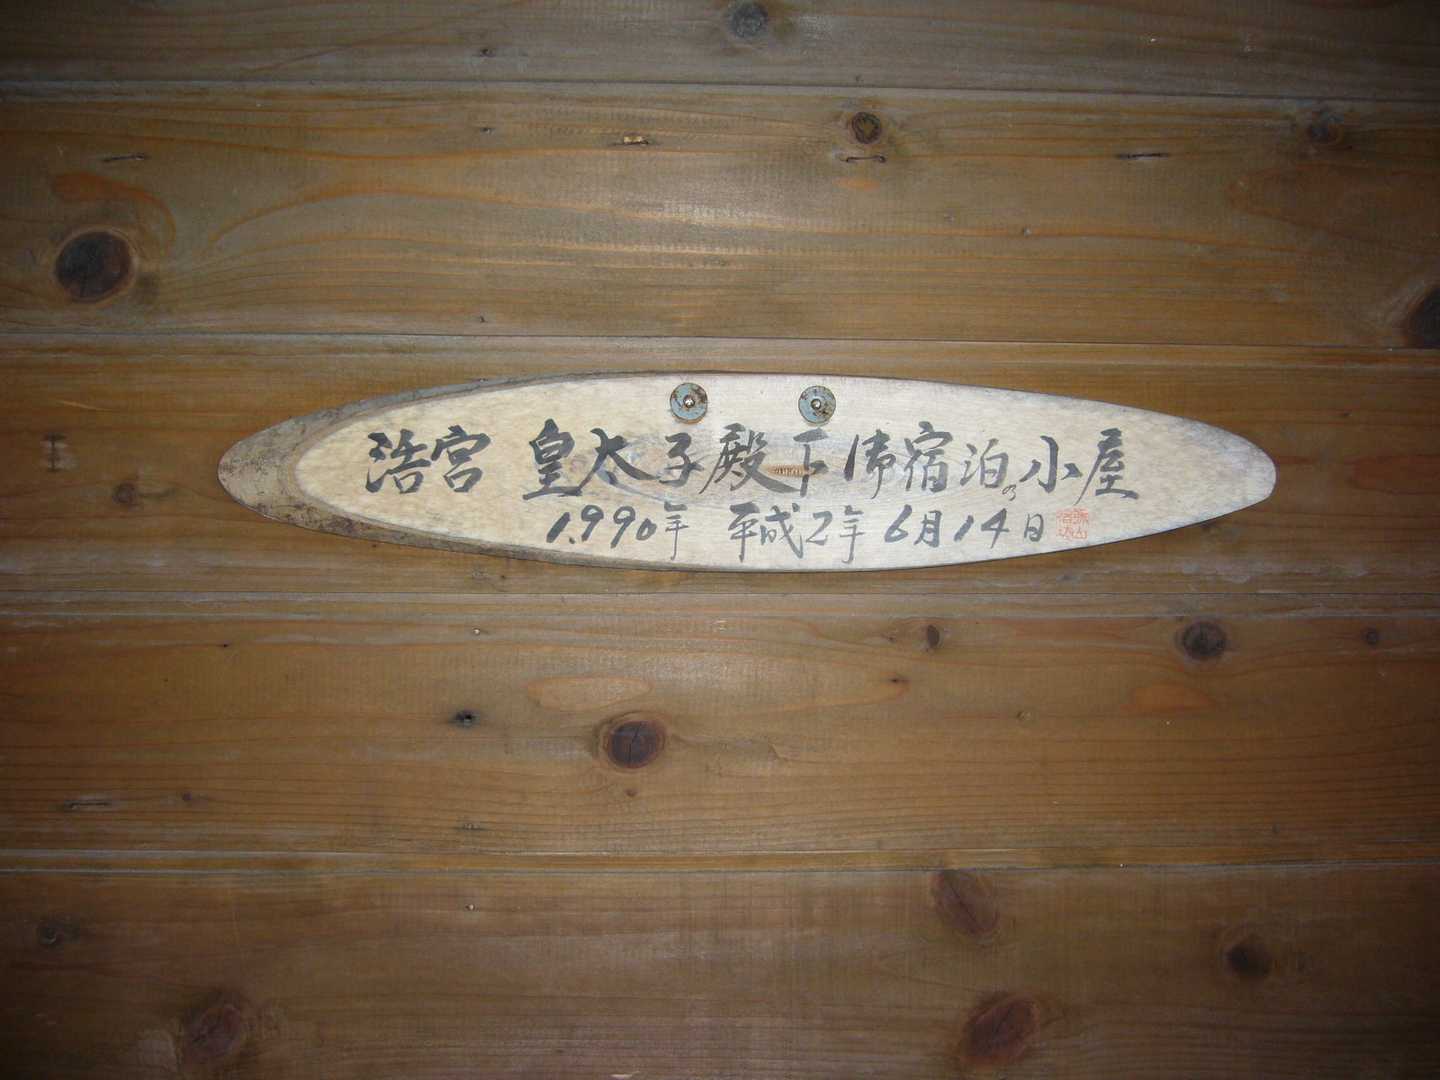 浩宮 皇太子殿下御宿泊の小屋
1990年 平成2年 6月14日